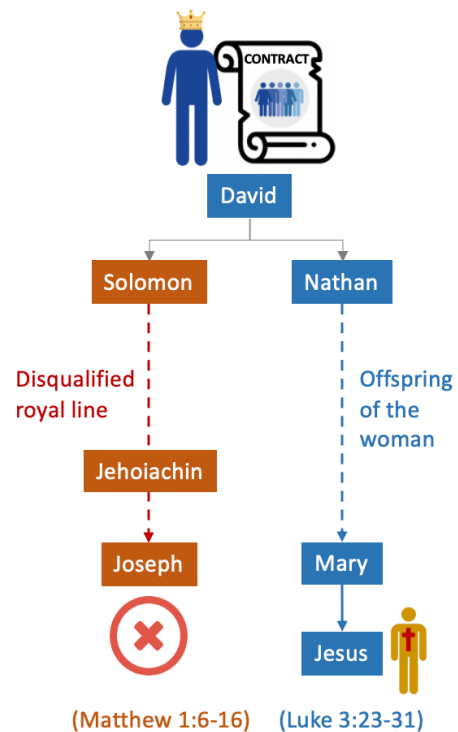 CONTRACT
David
Solomon
Nathan
Disqualified
royal line
Offspring
of the
woman
Jehoiachin
Joseph
Mary
Jesus
(Matthew 1:6-16)
(Luke 3:23-31)